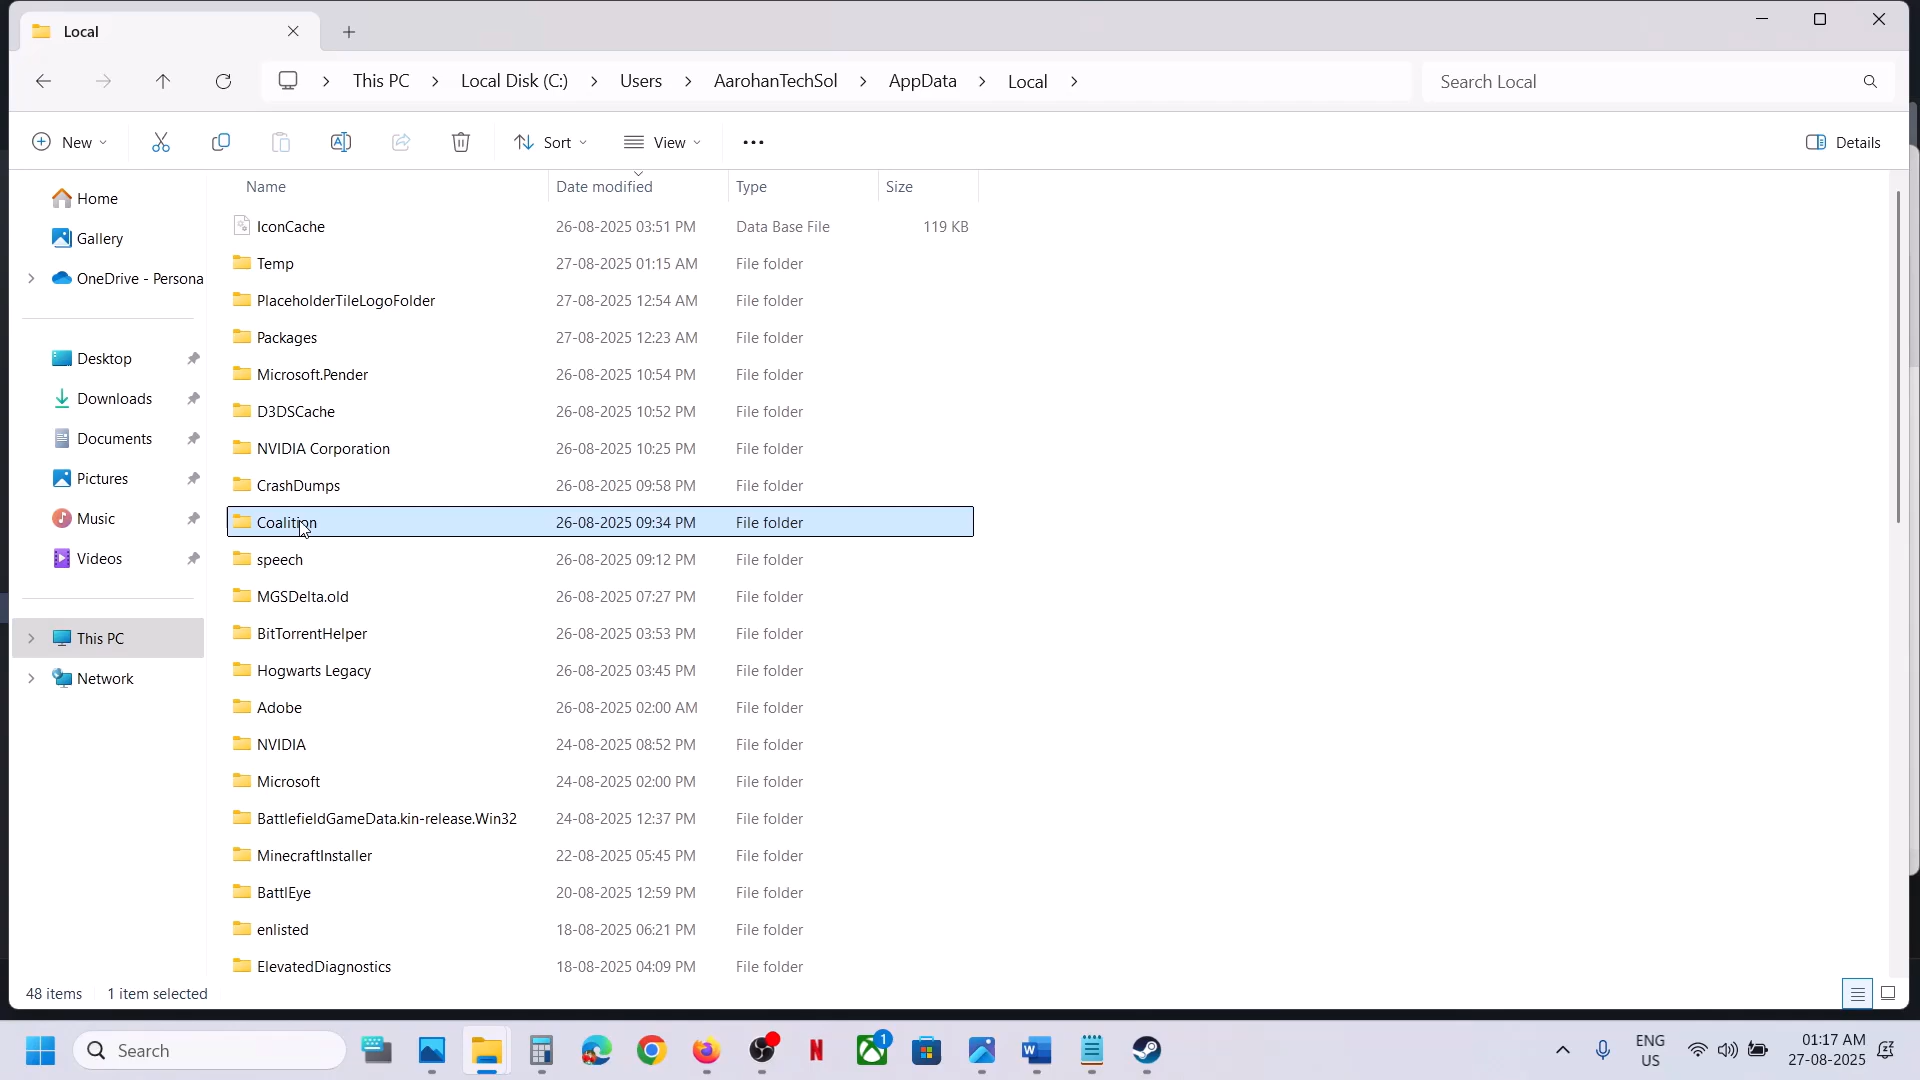 Local
This PC > Local Disk (C:) > Users > AarohanTechSol > AppData > Local >
Search Local
New
Sort
View
Details
Name Date modified Type Size
Home
Gallery
OneDrive - Persona
Desktop
Downloads
Documents
Pictures
Music
Videos
This PC
Network
IconCache 26-08-2025 03:51 PM Data Base File 119 KB
Temp 27-08-2025 01:15 AM File folder
PlaceholderTileLogoFolder 27-08-2025 12:54 AM File folder
Packages 27-08-2025 12:23 AM File folder
Microsoft.Pender 26-08-2025 10:54 PM File folder
D3DSCache 26-08-2025 10:52 PM File folder
NVIDIA Corporation 26-08-2025 10:25 PM File folder
CrashDumps 26-08-2025 09:58 PM File folder
Coalition 26-08-2025 09:34 PM File folder
speech 26-08-2025 09:12 PM File folder
MGSDelta.old 26-08-2025 07:27 PM File folder
BitTorrentHelper 26-08-2025 03:53 PM File folder
Hogwarts Legacy 26-08-2025 03:45 PM File folder
Adobe 26-08-2025 02:00 AM File folder
NVIDIA 24-08-2025 08:52 PM File folder
Microsoft 24-08-2025 02:00 PM File folder
BattlefieldGameData.kin-release.Win32 24-08-2025 12:37 PM File folder
MinecraftInstaller 22-08-2025 05:45 PM File folder
BattlEye 20-08-2025 12:59 PM File folder
enlisted 18-08-2025 06:21 PM File folder
ElevatedDiagnostics 18-08-2025 04:09 PM File folder
48 items 1 item selected
Search
N
1
W
ENG
US
01:17 AM
27-08-2025